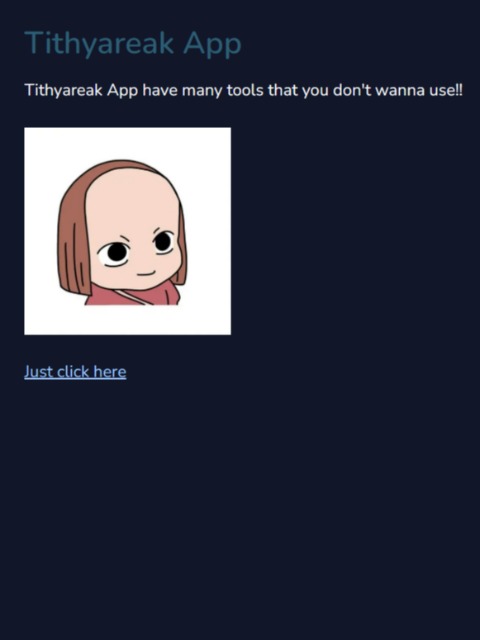 Tithyareak App
Tithyareak App have many tools that you don't wanna use!!
Just click here